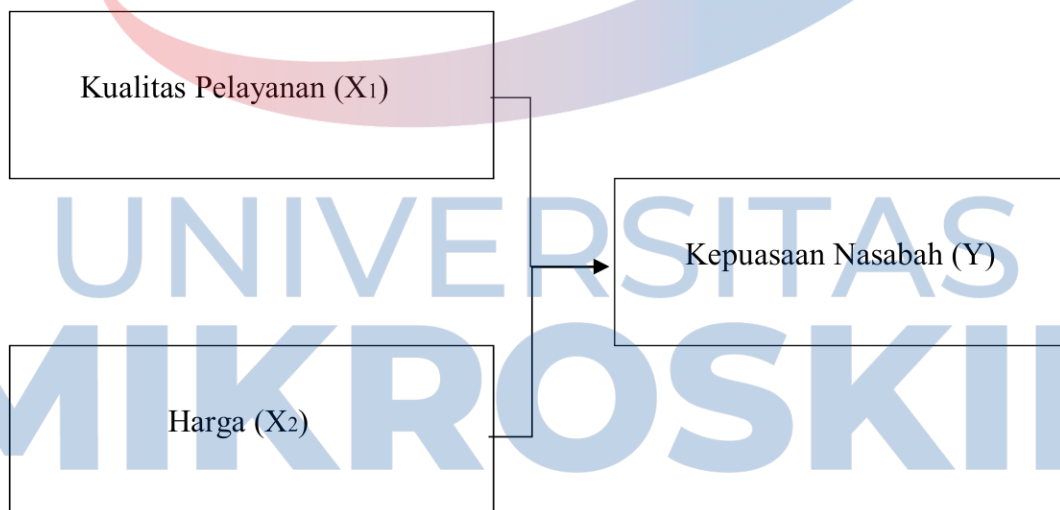 Kualitas Pelayanan (X1)
UNIVERSITAS
Kepuasaan Nasabah (Y)
MIKROSKIL
Harga (X2)